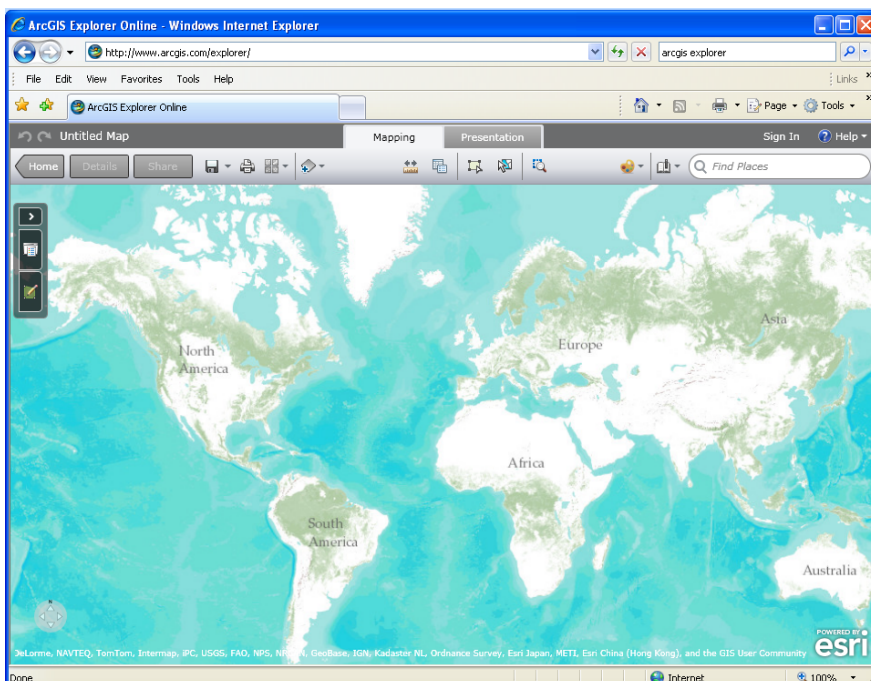 ArcGIS Explorer Online - Windows Internet Explorer
http://www.arcgis.com/explorer/
arcgis explorer
File Edit View Favorites Tools Help
Links
ArcGIS Explorer Online
Page Tools
Untitled Map
Mapping
Presentation
Sign In
Help
Home
Details
Share
Find Places
Asia
Europe
North
America
Africa
South
America
Australia
POWERED BY
esri
DeLorme, NAVTEQ, TomTom, Intermap, iPC, USGS, FAO, NPS, GeoBase, IGN, Kadaster NL, Ordnance Survey, Esri Japan, METI, Esri China (Hong Kong), and the GIS User Community
Done
Internet
100%